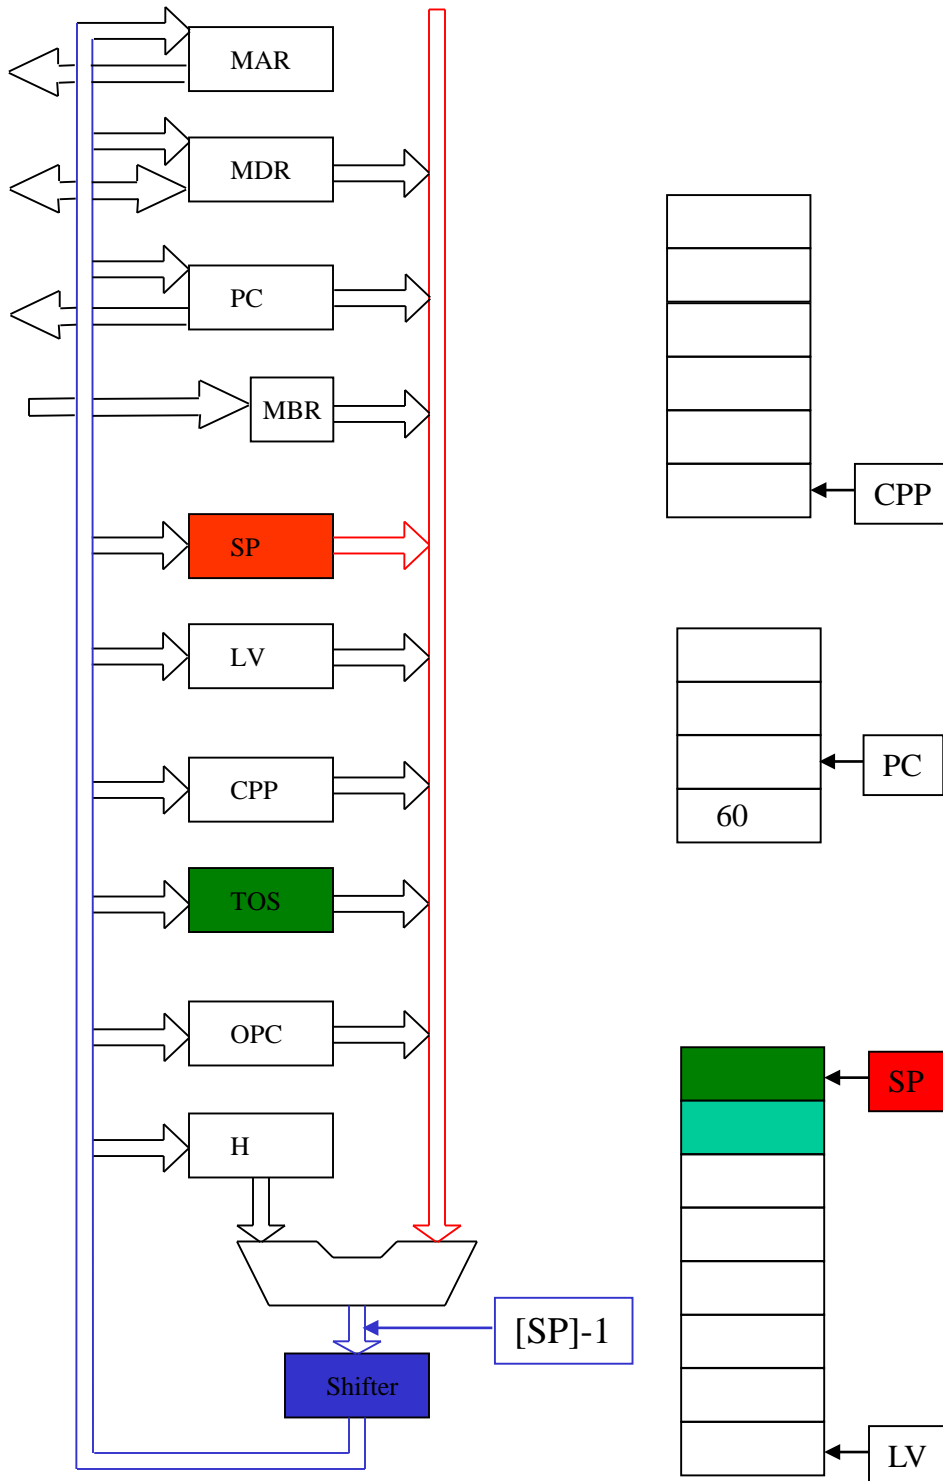 MAR
MDR
PC
MBR
SP
LV
CPP
TOS
OPC
H
[SP]-1
Shifter
CPP
PC
60
SP
LV